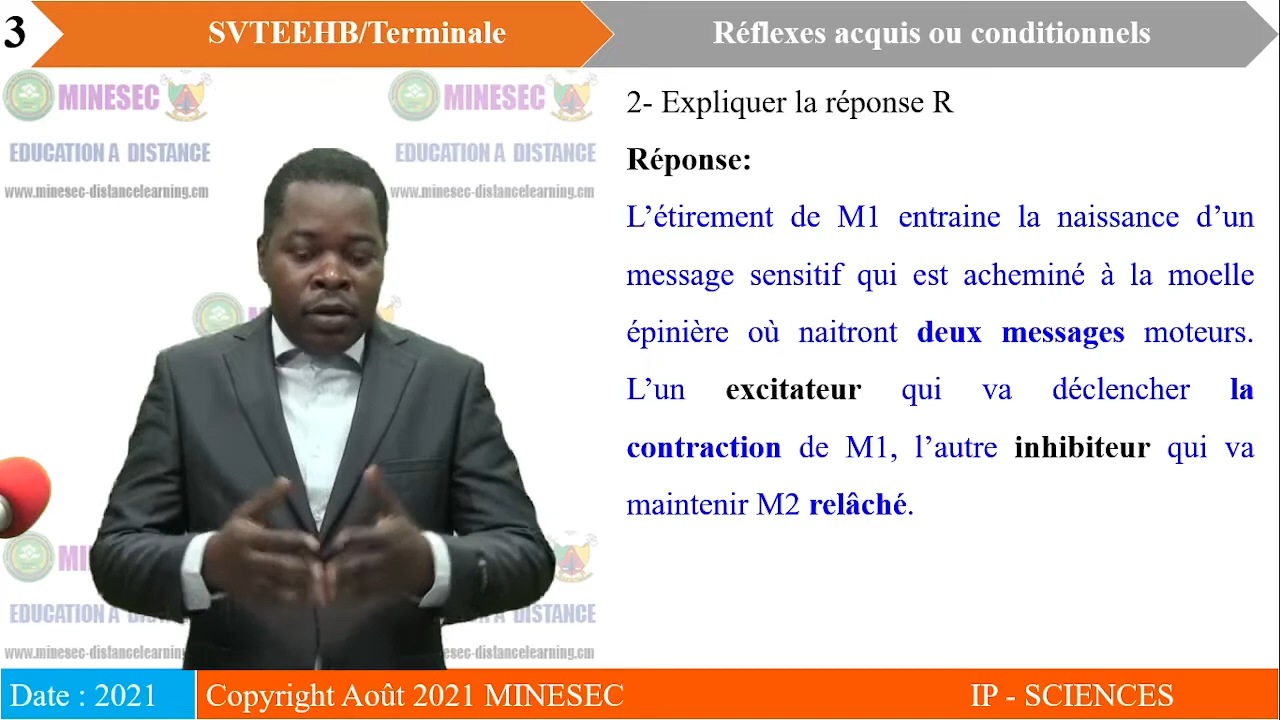 3
SVTEEHB/Terminale
Réflexes acquis ou conditionnels
MINESEC
MINESEC
EDUCATION A DISTANCE
EDUCATION A DISTANCE
www.minesec-distancelearning.cm
www.minesec-distancelearning.cm
2- Expliquer la réponse R
Réponse:
L’étirement de M1 entraine la naissance d’un
message sensitif qui est acheminé à la moelle
épinière où naitront deux messages moteurs.
L’un excitateur qui va déclencher la
contraction de M1, l’autre inhibiteur qui va
maintenir M2 relâché.
EDUCATION A
DISTANCE
Date : 2021
Copyright Août 2021 MINESEC
IP - SCIENCES